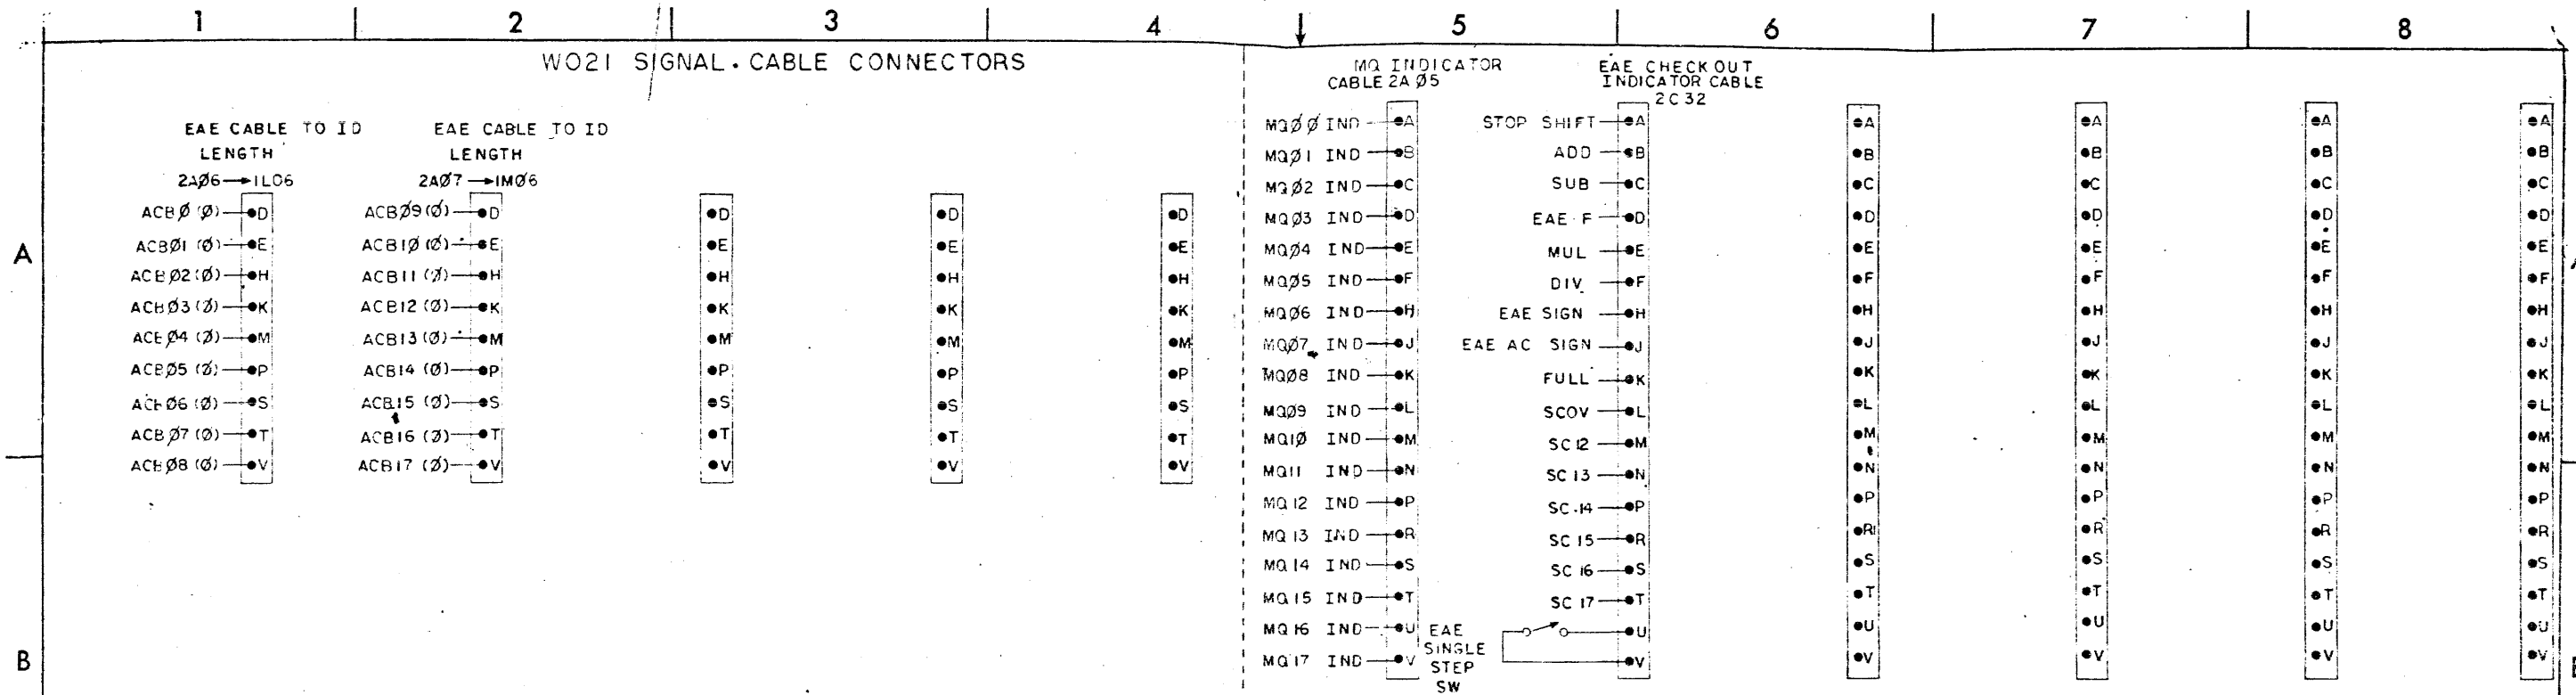 1 2 3 4 5 6 7 8
W021 SIGNAL CABLE CONNECTORS
EAE CABLE TO ID
LENGTH
2AØ6→1L06
ACBØ (Ø) D
ACBØ1 (Ø) E
ACBØ2 (Ø) H
ACBØ3 (Ø) K
ACBØ4 (Ø) M
ACBØ5 (Ø) P
ACBØ6 (Ø) S
ACBØ7 (Ø) T
ACBØ8 (Ø) V
EAE CABLE TO ID
LENGTH
2AØ7→1MØ6
ACBØ9 (Ø) D
ACB1Ø (Ø) E
ACB11 (Ø) H
ACB12 (Ø) K
ACB13 (Ø) M
ACB14 (Ø) P
ACB15 (Ø) S
ACB16 (Ø) T
ACB17 (Ø) V
D
E
H
K
M
P
S
T
V
D
E
H
K
M
P
S
T
V
D
E
H
K
M
P
S
T
V
MQ INDICATOR
CABLE 2A Ø5
MQØØ IND A
MQØ1 IND B
MQØ2 IND C
MQØ3 IND D
MQØ4 IND E
MQØ5 IND F
MQØ6 IND H
MQØ7 IND J
MQØ8 IND K
MQØ9 IND L
MQ1Ø IND M
MQ11 IND N
MQ12 IND P
MQ13 IND R
MQ14 IND S
MQ15 IND T
MQ16 IND U
MQ17 IND V
EAE CHECKOUT
INDICATOR CABLE
2C32
STOP SHIFT A
ADD B
SUB C
EAE F D
MUL E
DIV F
EAE SIGN H
EAE AC SIGN J
FULL K
SCOV L
SC12 M
SC13 N
SC14 P
SC15 R
SC16 S
SC17 T
U
V
EAE
SINGLE
STEP
SW
A
B
C
D
E
F
H
J
K
L
M
N
P
R
S
T
U
V
A
B
C
D
E
F
H
J
K
L
M
N
P
R
S
T
U
V
A
B
C
D
E
F
H
J
K
L
M
N
P
R
S
T
U
V
A
B
C
D
E
F
H
J
K
L
M
N
P
R
S
T
U
V
A
B